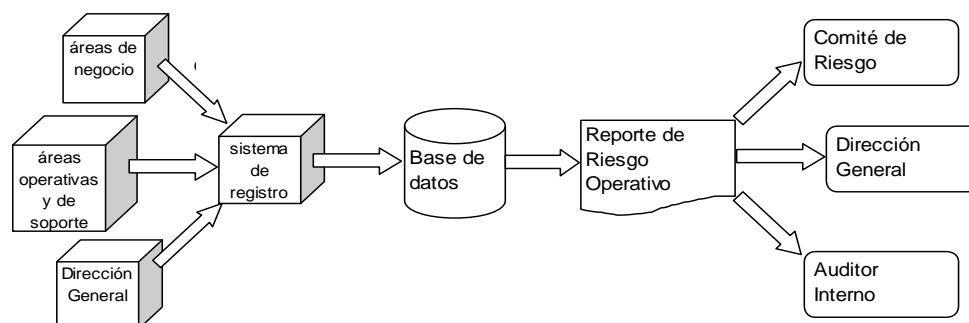 áreas de
negocio
áreas
operativas
y de
soporte
Dirección
General
sistema
de
registro
Base de
datos
Reporte de
Riesgo
Operativo
Comité de
Riesgo
Dirección
General
Auditor
Interno